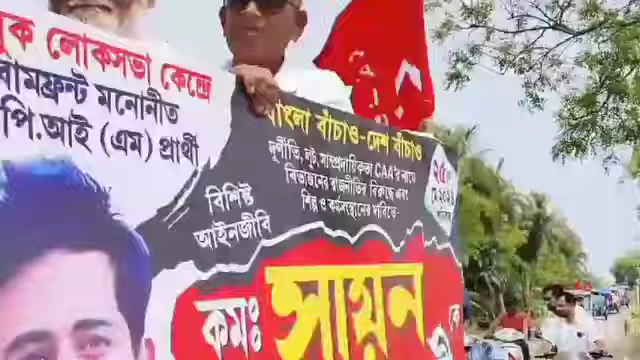 লোকসভা কেন্দ্রে
বামফ্রন্ট মনোনীত
পি.আই (এম) প্রার্থী
বাংলা বাঁচাও-দেশ বাঁচাও
দুর্নীতি, লুট, সাম্প্রদায়িকতা CAA'র নামে
বিভাজনের রাজনীতির বিরুদ্ধে এবং
শিল্প ও কর্মসংস্থানের দাবিতে-
বিশিষ্ট
আইনজীবি
কমঃ
সায়ন
কে